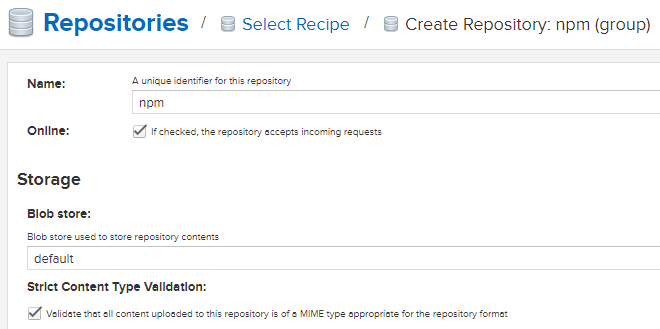 Repositories / Select Recipe / Create Repository: npm (group)
Name: A unique identifier for this repository
npm
Online: If checked, the repository accepts incoming requests
Storage
Blob store:
Blob store used to store repository contents
default
Strict Content Type Validation:
Validate that all content uploaded to this repository is of a MIME type appropriate for the repository format